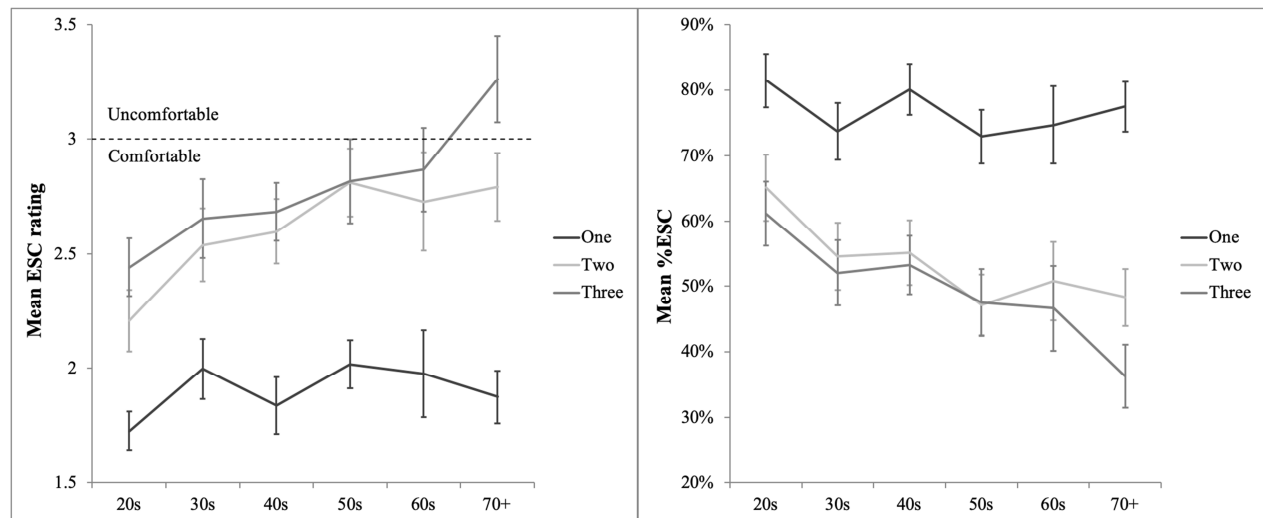 Mean ESC rating
3.5
3
2.5
2
1.5
Uncomfortable
Comfortable
20s 30s 40s 50s 60s 70+
One
Two
Three
Mean %ESC
90%
80%
70%
60%
50%
40%
30%
20%
20s 30s 40s 50s 60s 70+
One
Two
Three